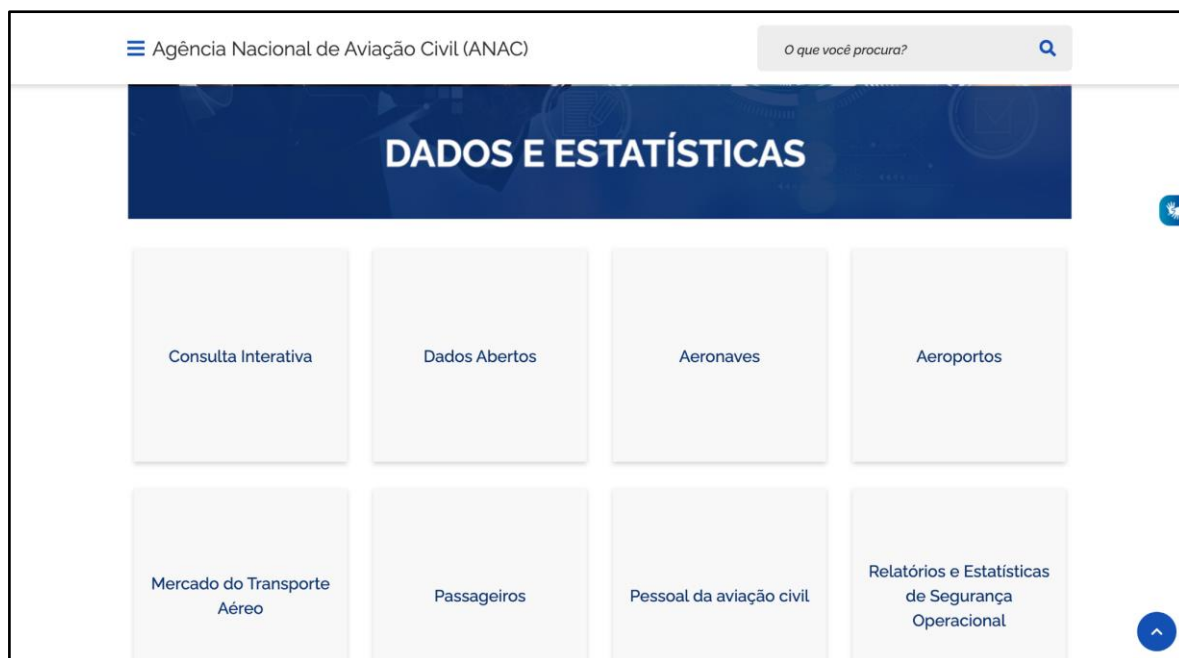 Agência Nacional de Aviação Civil (ANAC)
O que você procura?
DADOS E ESTATÍSTICAS
Consulta Interativa
Dados Abertos
Aeronaves
Aeroportos
Mercado do Transporte
Aéreo
Passageiros
Pessoal da aviação civil
Relatórios e Estatísticas
de Segurança
Operacional